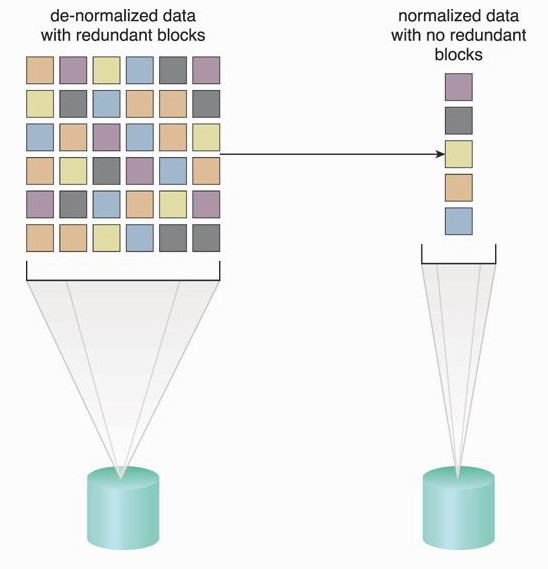 de-normalized data
with redundant blocks
normalized data
with no redundant
blocks